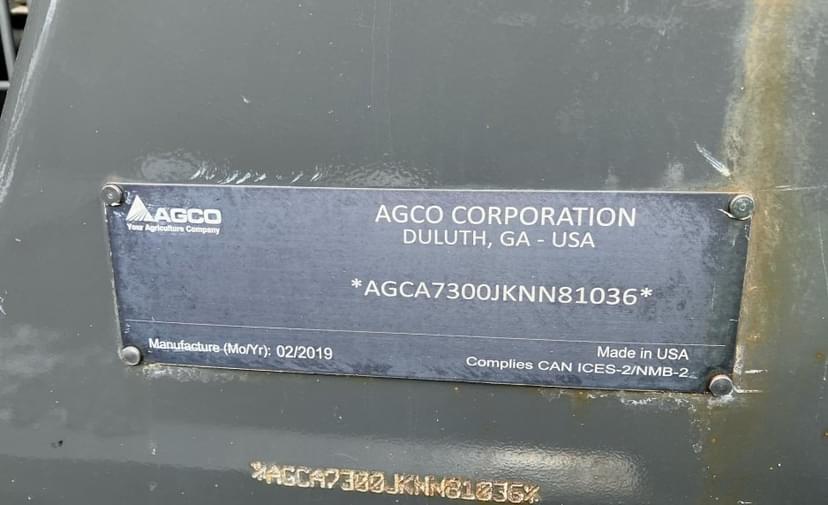 AGCO
Your Agriculture Company
AGCO CORPORATION
DULUTH, GA - USA
*AGCA7300JKNN81036*
Manufacture (Mo/Yr): 02/2019
Made in USA
Complies CAN ICES-2/NMB-2
*AGCA7300JKNN81036*